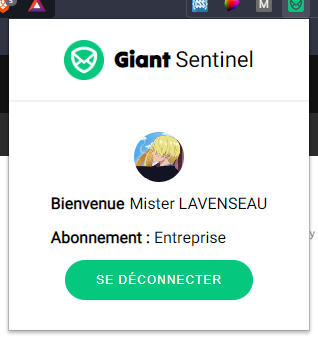 Giant Sentinel
Bienvenue Mister LAVENSEAU
Abonnement : Entreprise
SE DÉCONNECTER